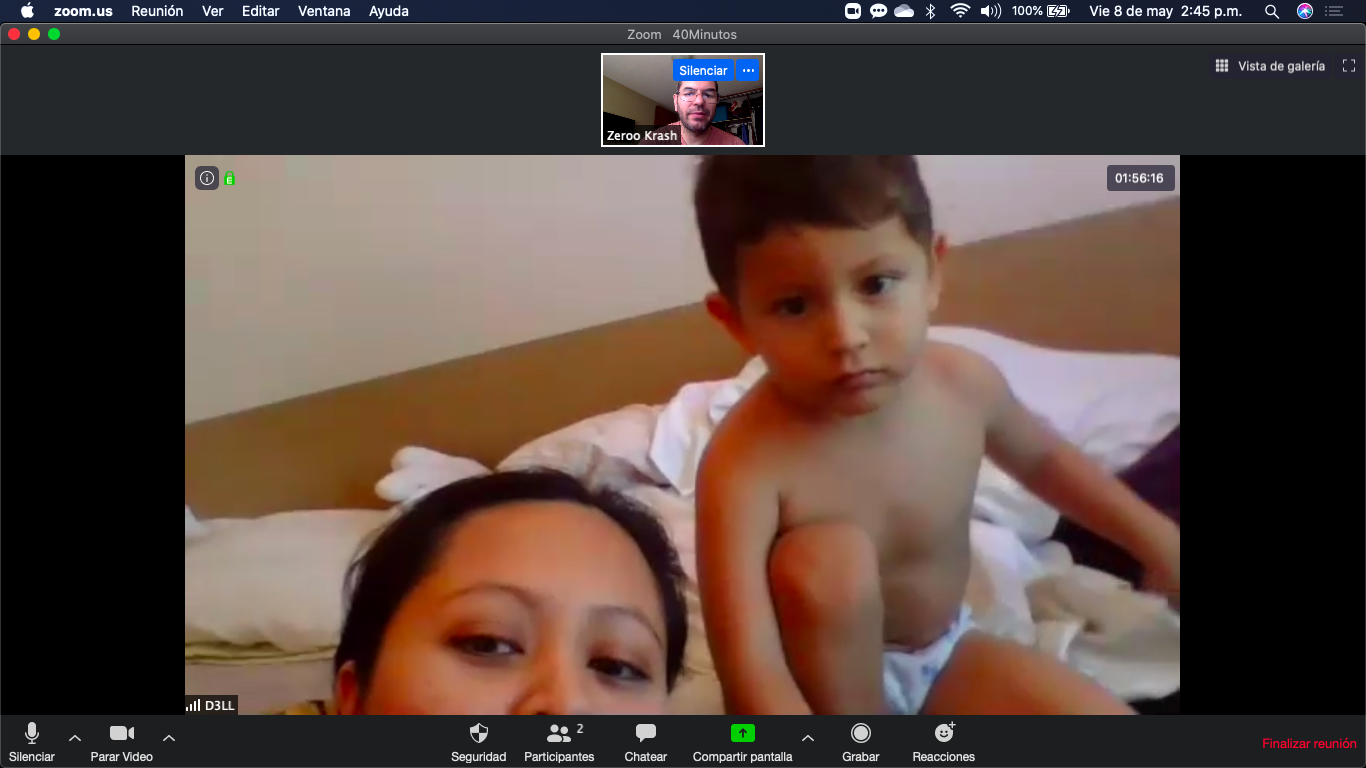 zoom.us Reunión Ver Editar Ventana Ayuda 100% Vie 8 de may 2:45 p.m.
Zoom 40Minutos
Silenciar ...
Vista de galería
Zeroo Krash
01:56:16
D3LL
Silenciar Parar Video Seguridad Participantes 2 Chatear Compartir pantalla Grabar Reacciones Finalizar reunión